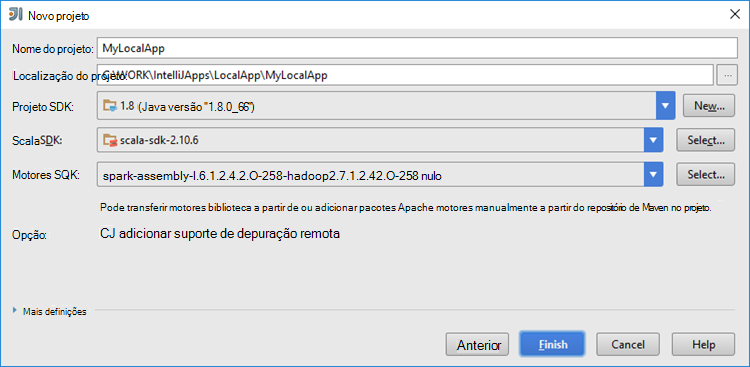 Novo projeto
Nome do projeto: MyLocalApp
Localização do projeto: C:\WORK\IntelliJApps\LocalApp\MyLocalApp ...
Projeto SDK: 1.8 (Java versão "1.8.0_66") New...
ScalaSDK: scala-sdk-2.10.6 Select...
Motores SQK: spark-assembly-I.6.1.2.4.2.O-258-hadoop2.7.1.2.42.O-258 nulo Select...
Pode transferir motores biblioteca a partir de ou adicionar pacotes Apache motores manualmente a partir do repositório de Maven no projeto.
Opção: CJ adicionar suporte de depuração remota
Mais definições
Anterior Finish Cancel Help